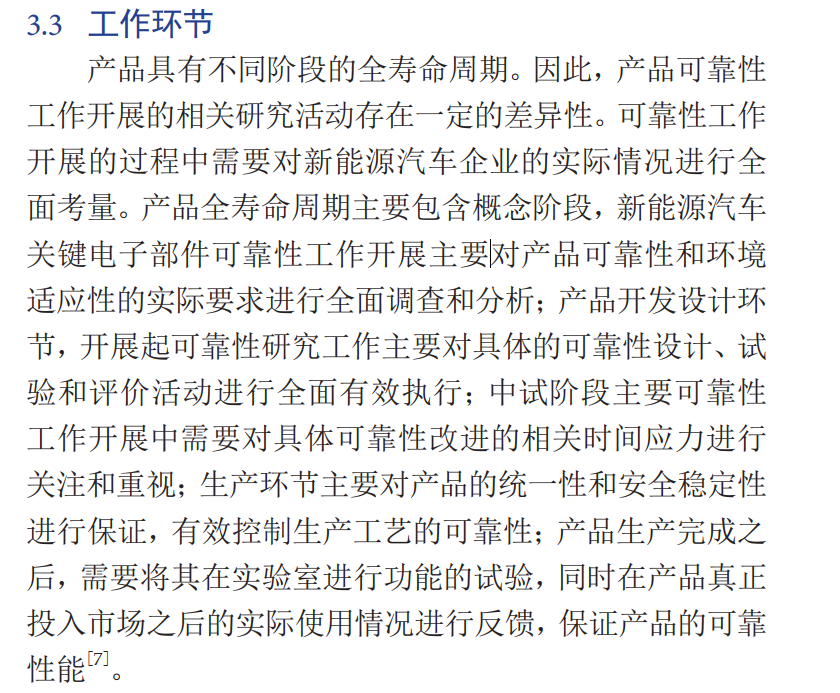 3.3 工作环节
产品具有不同阶段的全寿命周期。因此，产品可靠性
工作开展的相关研究活动存在一定的差异性。可靠性工作
开展的过程中需要对新能源汽车企业的实际情况进行全
面考量。产品全寿命周期主要包含概念阶段，新能源汽车
关键电子部件可靠性工作开展主要对产品可靠性和环境
适应性的实际要求进行全面调查和分析；产品开发设计环
节，开展起可靠性研究工作主要对具体的可靠性设计、试
验和评价活动进行全面有效执行；中试阶段主要可靠性
工作开展中需要对具体可靠性改进的相关时间应力进行
关注和重视；生产环节主要对产品的统一性和安全稳定性
进行保证，有效控制生产工艺的可靠性；产品生产完成之
后，需要将其在实验室进行功能的试验，同时在产品真正
投入市场之后的实际使用情况进行反馈，保证产品的可靠
性能[7]。